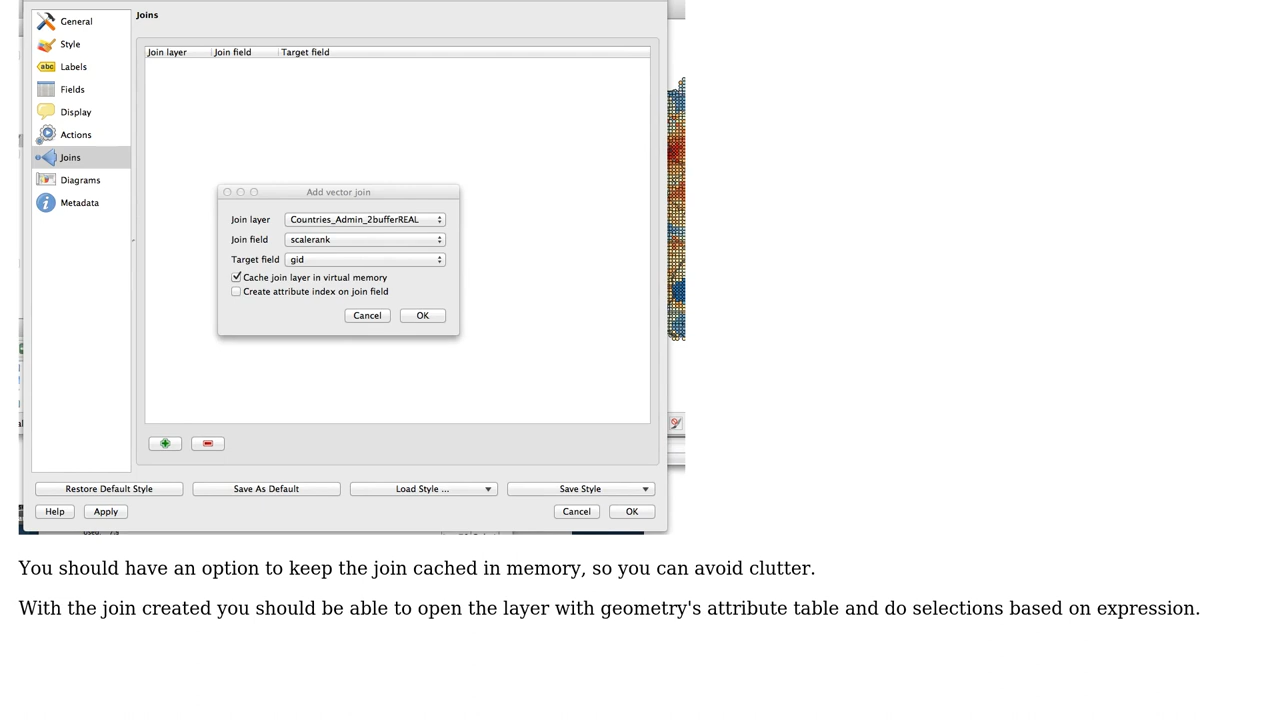 General
Joins
Style
Join layer Join field Target field
Labels
Fields
Display
Actions
Joins
Diagrams
Metadata
Add vector join
Join layer Countries_Admin_2bufferREAL
Join field scalerank
Target field gid
Cache join layer in virtual memory
Create attribute index on join field
Cancel OK
Restore Default Style Save As Default Load Style ... Save Style
Help Apply Cancel OK
You should have an option to keep the join cached in memory, so you can avoid clutter.
With the join created you should be able to open the layer with geometry's attribute table and do selections based on expression.